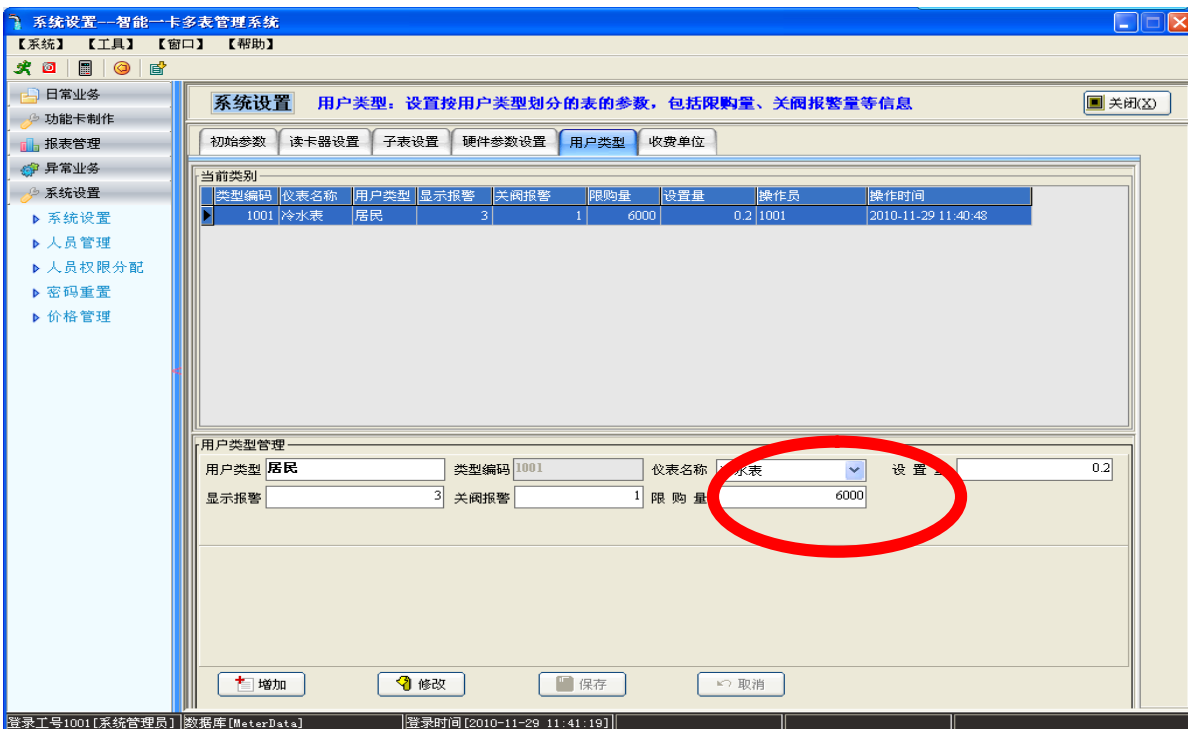 系统设置--智能一卡多表管理系统
【系统】 【工具】 【窗口】 【帮助】
日常业务
功能卡制作
报表管理
异常业务
系统设置
系统设置
人员管理
人员权限分配
密码重置
价格管理
系统设置 用户类型: 设置按用户类型划分的表的参数, 包括限购量、关阀报警量等信息 关闭(X)
初始参数 读卡器设置 子表设置 硬件参数设置 用户类型 收费单位
当前类别
类型编码 仪表名称 用户类型 显示报警 关阀报警 限购量 设置量 操作员 操作时间
1001 冷水表 居民 3 1 6000 0.2 1001 2010-11-29 11:40:48
用户类型管理
用户类型 居民 类型编码 1001 仪表名称 水表 设 置 0.2
显示报警 3 关阀报警 1 限 购 量 6000
增加 修改 保存 取消
登录工号1001[系统管理员] 数据库[MeterData] 登录时间[2010-11-29 11:41:19]